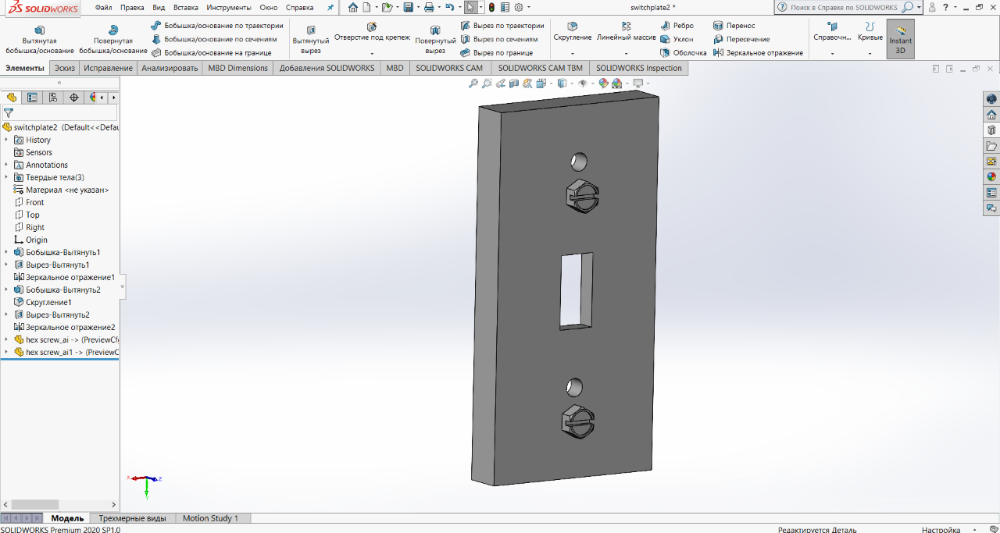 SOLIDWORKS Файл Правка Вид Вставка Инструменты Окно Справка switchplate2 * Поиск в Справке по SOLIDWORKS ?
Вытянутая бобышка/основание
Повернутая бобышка/основание
Бобышка/основание по траектории
Бобышка/основание по сечениям
Бобышка/основание на границе
Вытянутый вырез
Отверстие под крепеж
Повернутый вырез
Вырез по траектории
Вырез по сечениям
Вырез по границе
Скругление
Линейный массив
Ребро
Уклон
Оболочка
Перенос
Пересечение
Зеркальное отражение
Справочн...
Кривые
Instant 3D
Элементы Эскиз Исправление Анализировать MBD Dimensions Добавления SOLIDWORKS MBD SOLIDWORKS CAM SOLIDWORKS CAM TBM SOLIDWORKS Inspection
switchplate2 (Default<<Defau
History
Sensors
Annotations
Твердые тела(3)
Материал <не указан>
Front
Top
Right
Origin
Бобышка-Вытянуть1
Вырез-Вытянуть1
Зеркальное отражение1
Бобышка-Вытянуть2
Скругление1
Вырез-Вытянуть2
Зеркальное отражение2
hex screw_ai -> (PreviewCfg
hex screw_ai1 -> (PreviewC
X Z
Y
Модель Трехмерные виды Motion Study 1
SOLIDWORKS Premium 2020 SP1.0 Редактируется Деталь Настройка